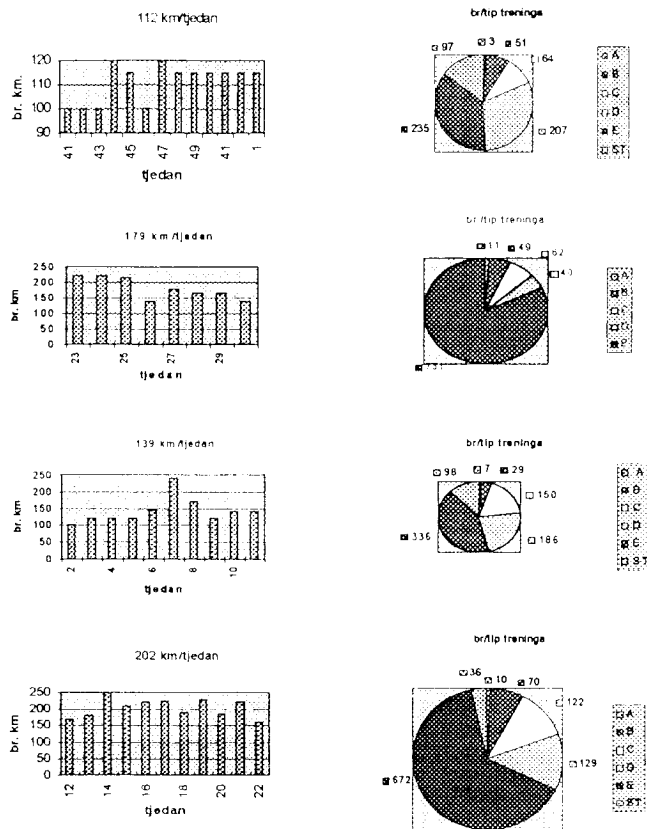 112 km/tjedan
br. km.
120
110
100
90
41
43
45
47
49
41
1
tjedan
br/tip treninga
97
3
51
64
235
207
A
B
C
D
E
ST
179 km/tjedan
br. km
250
200
150
100
50
0
23
25
27
29
tjedan
br/tip treninga
11
49
62
A
B
C
D
E
139 km/tjedan
br. km
250
200
150
100
50
0
2
4
6
8
10
tjedan
br/tip treninga
98
7
29
150
336
186
A
B
C
D
E
ST
202 km/tjedan
br. km
250
200
150
100
50
0
12
14
16
18
20
22
tjedan
br/tip treninga
36
10
70
122
672
129
A
B
C
D
E
ST